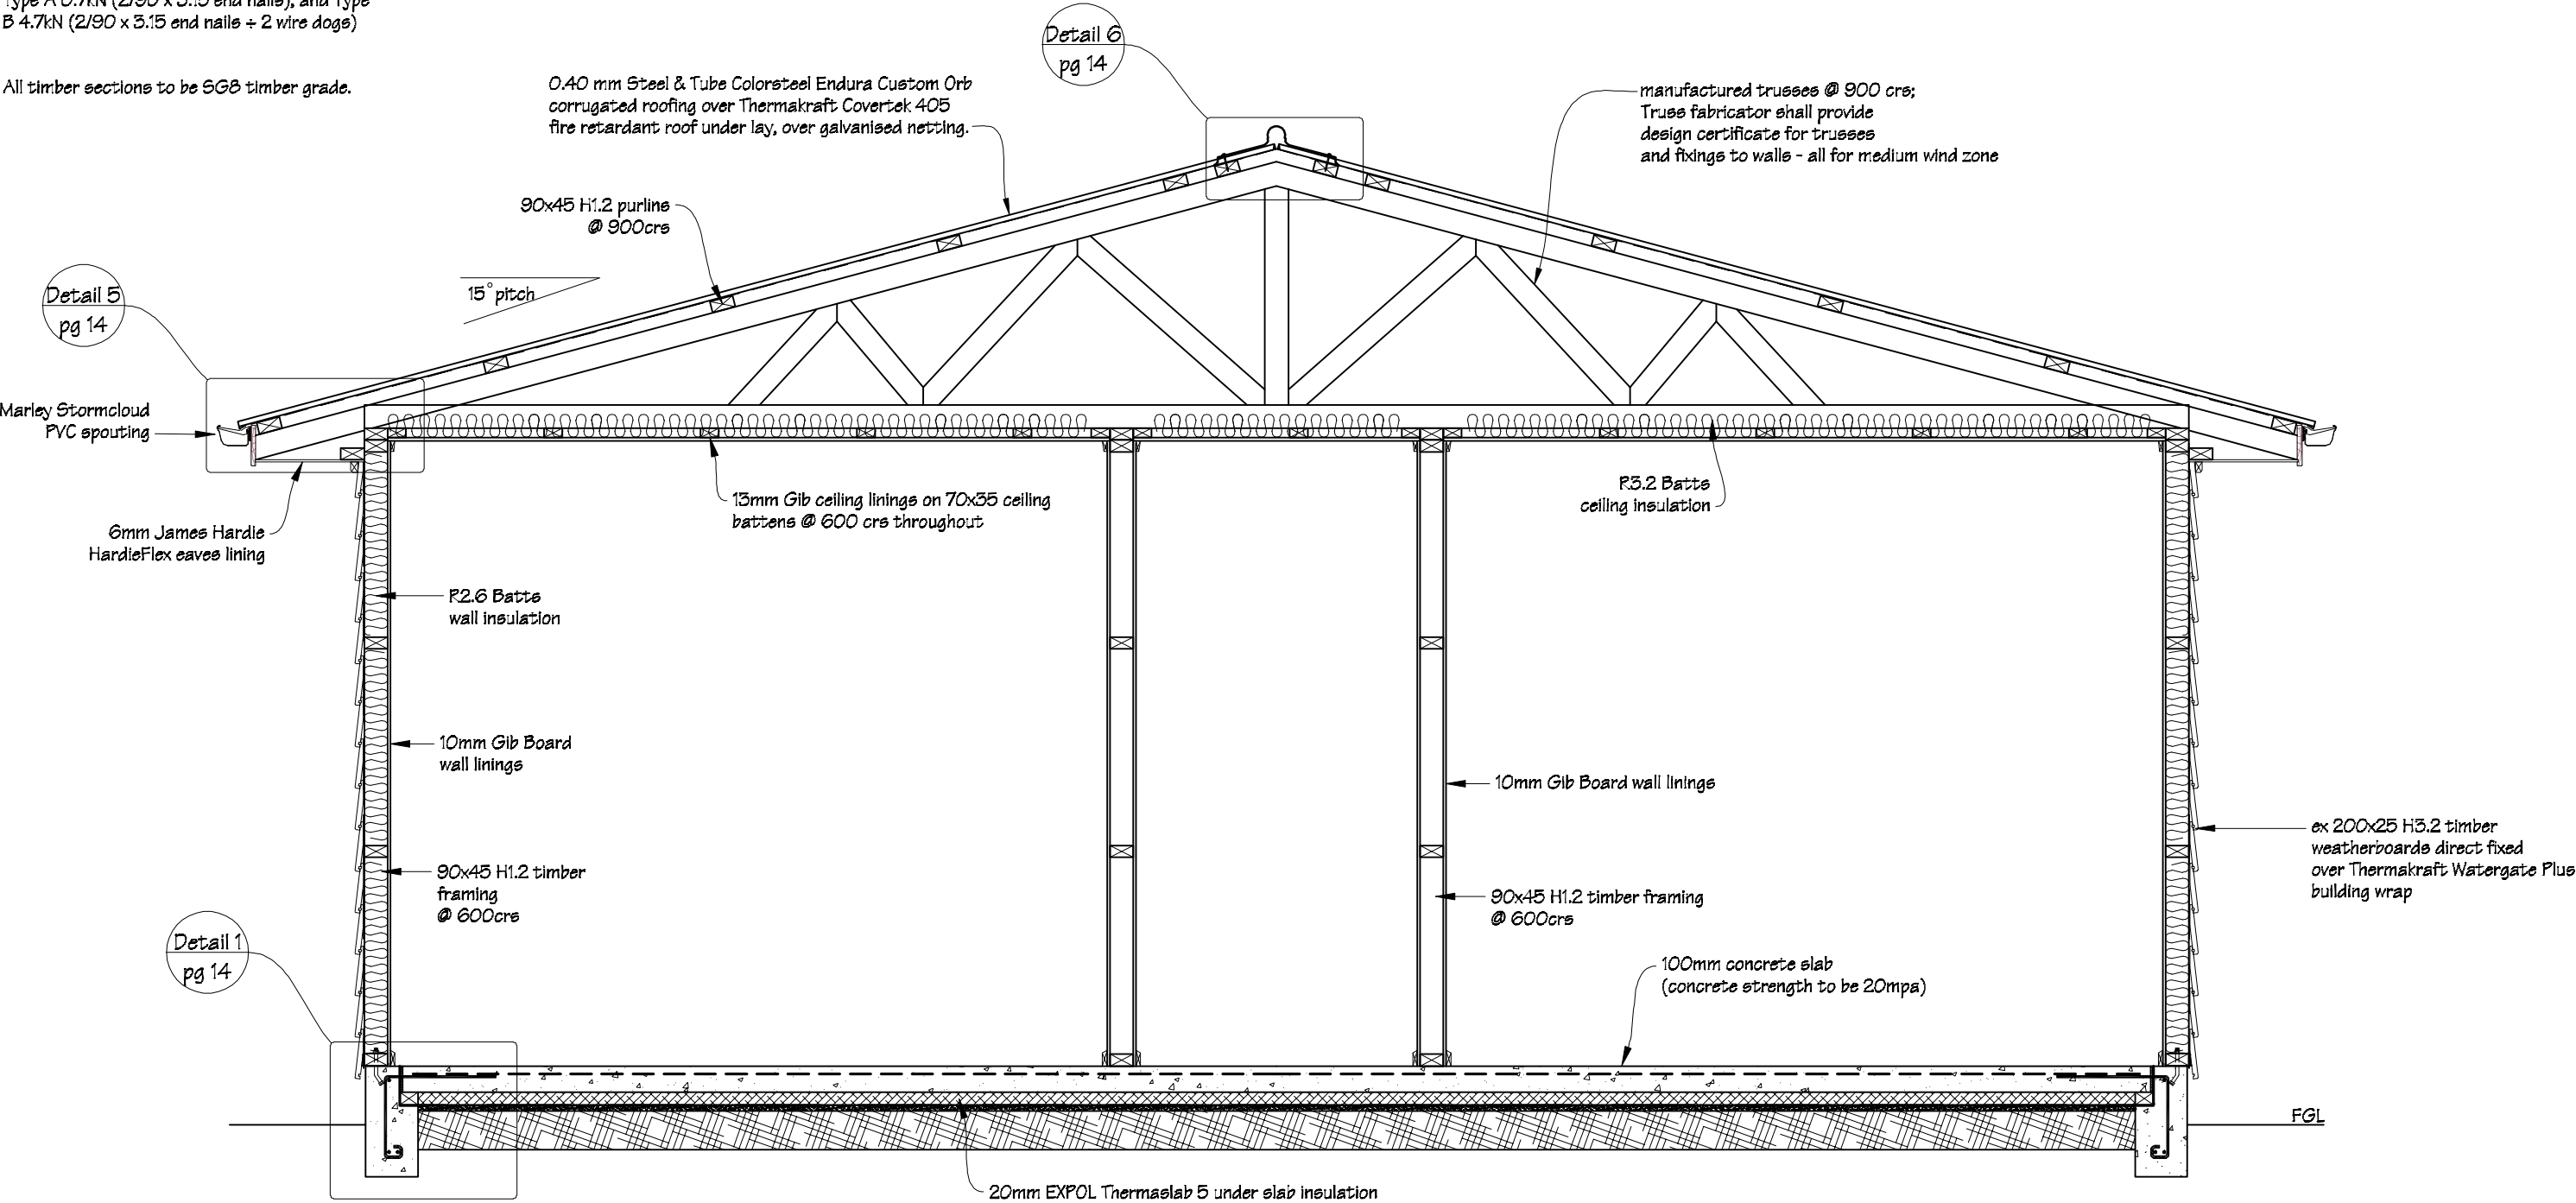 B 4.7kN (2/90 x 3.15 end nails ÷ 2 wire dogs)
All timber sections to be SG8 timber grade.
Detail 6
pg 14
0.40 mm Steel & Tube Colorsteel Endura Custom Orb
corrugated roofing over Thermakraft Covertek 405
fire retardant roof under lay, over galvanised netting.
manufactured trusses @ 900 crs;
Truss fabricator shall provide
design certificate for trusses
and fixings to walls - all for medium wind zone
90x45 H1.2 purlins
@ 900crs
15° pitch
Detail 5
pg 14
Marley Stormcloud
PVC spouting
6mm James Hardie
HardieFlex eaves lining
13mm Gib ceiling linings on 70x35 ceiling
battens @ 600 crs throughout
R3.2 Batts
ceiling insulation
R2.6 Batts
wall insulation
10mm Gib Board
wall linings
10mm Gib Board wall linings
ex 200x25 H3.2 timber
weatherboards direct fixed
over Thermakraft Watergate Plus
building wrap
90x45 H1.2 timber
framing
@ 600crs
90x45 H1.2 timber framing
@ 600crs
Detail 1
pg 14
100mm concrete slab
(concrete strength to be 20mpa)
FGL
20mm EXPOL Thermaslab 5 under slab insulation